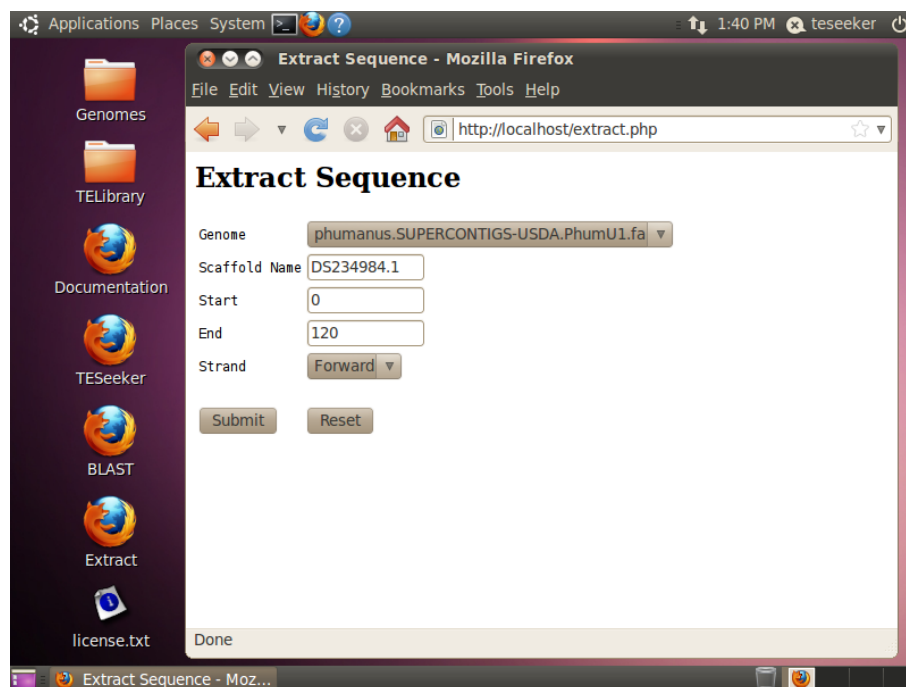 Applications Places System 1:40 PM teseeker
Genomes
TELibrary
Documentation
TESeeker
BLAST
Extract
license.txt
Extract Sequence - Mozilla Firefox
File Edit View History Bookmarks Tools Help
http://localhost/extract.php
Extract Sequence
Genome phumanus.SUPERCONTIGS-USDA.PhumU1.fa
Scaffold Name DS234984.1
Start 0
End 120
Strand Forward
Submit Reset
Done
Extract Sequence - Moz...